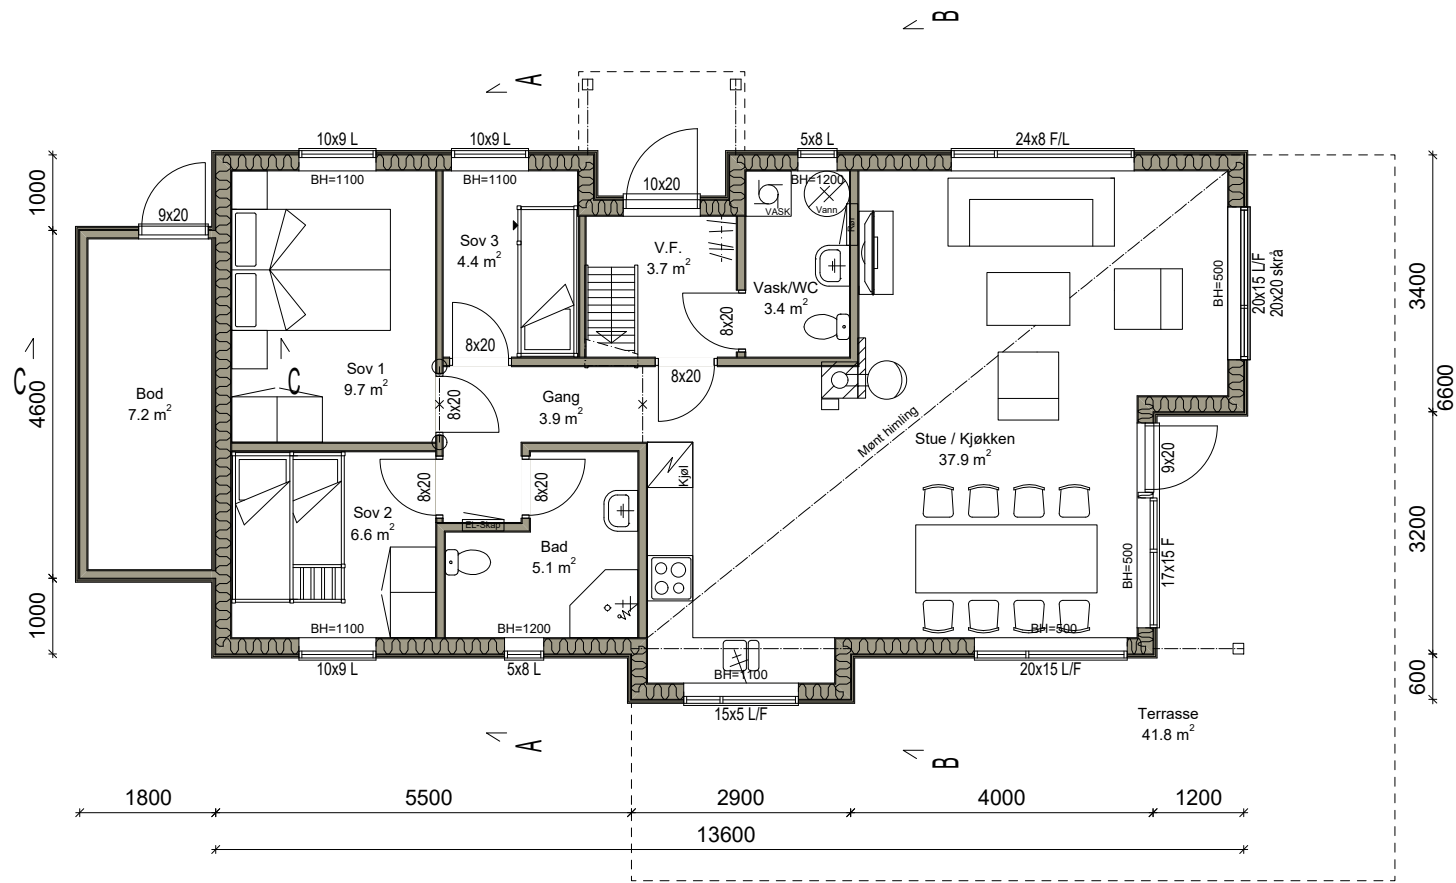 B
A
10x9 L
10x9 L
5x8 L
24x8 F/L
BH=1100
BH=1100
10x20
BH=1200
VASK
Vann
1000
9x20
Sov 3
4.4 m²
V.F.
3.7 m²
Vask/WC
3.4 m²
8x20
BH=500
20x15 L/F
20x20 skrå
3400
8x20
8x20
C
4600
Bod
7.2 m²
C
Sov 1
9.7 m²
8x20
Gang
3.9 m²
6600
Mønt himling
Stue / Kjøkken
37.9 m²
9x20
Kjøl
8x20
8x20
Sov 2
6.6 m²
EL-Skap
Bad
5.1 m²
3200
BH=500
17x15 F
1000
BH=1100
BH=1200
BH=500
10x9 L
5x8 L
BH=1100
20x15 L/F
600
15x5 L/F
Terrasse
41.8 m²
A
B
1800
5500
2900
4000
1200
13600